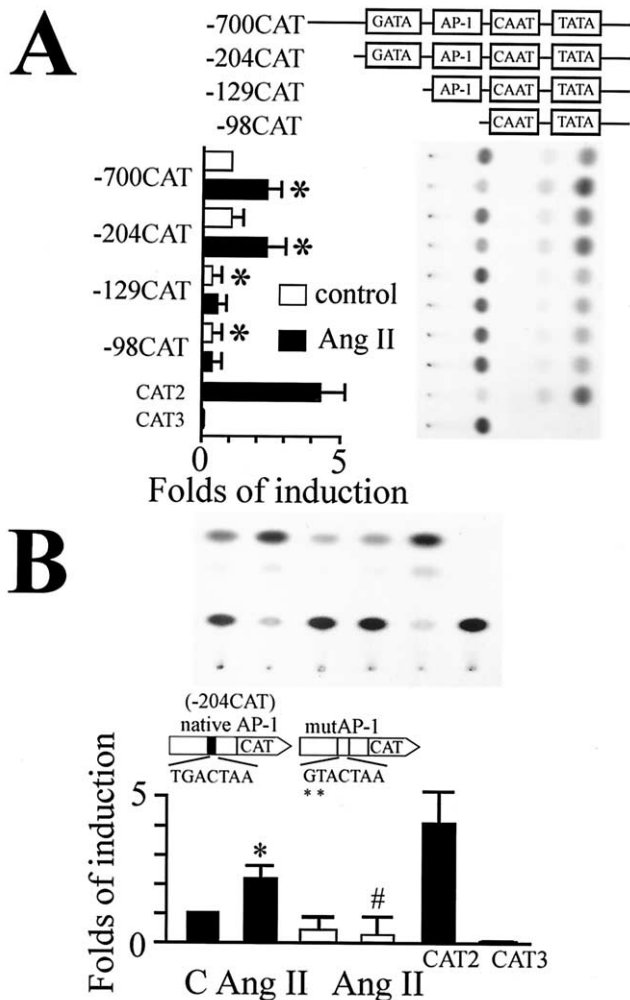 A
-700CAT GATA AP-1 CAAT TATA
-204CAT GATA AP-1 CAAT TATA
-129CAT AP-1 CAAT TATA
-98CAT CAAT TATA
-700CAT
*
-204CAT
*
-129CAT
*
-98CAT
*
CAT2
CAT3
control
Ang II
0 5
Folds of induction
B
(-204CAT)
native AP-1 mutAP-1
CAT CAT
TGACTAA GTACTAA
**
Folds of induction
5
0
* #
C Ang II Ang II CAT2 CAT3